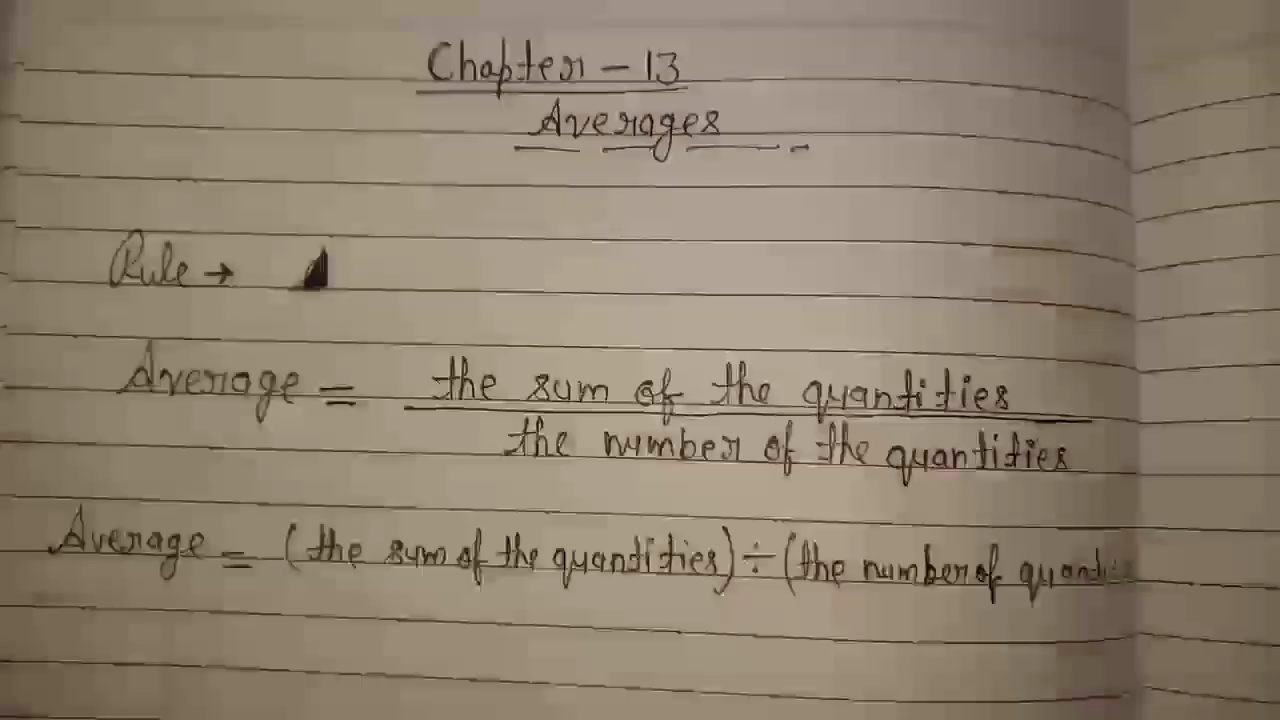 Chapter - 13
Averages
Rule →
Average = the sum of the quantities
the number of the quantities
Average = (the sum of the quantities) ÷ (the number of